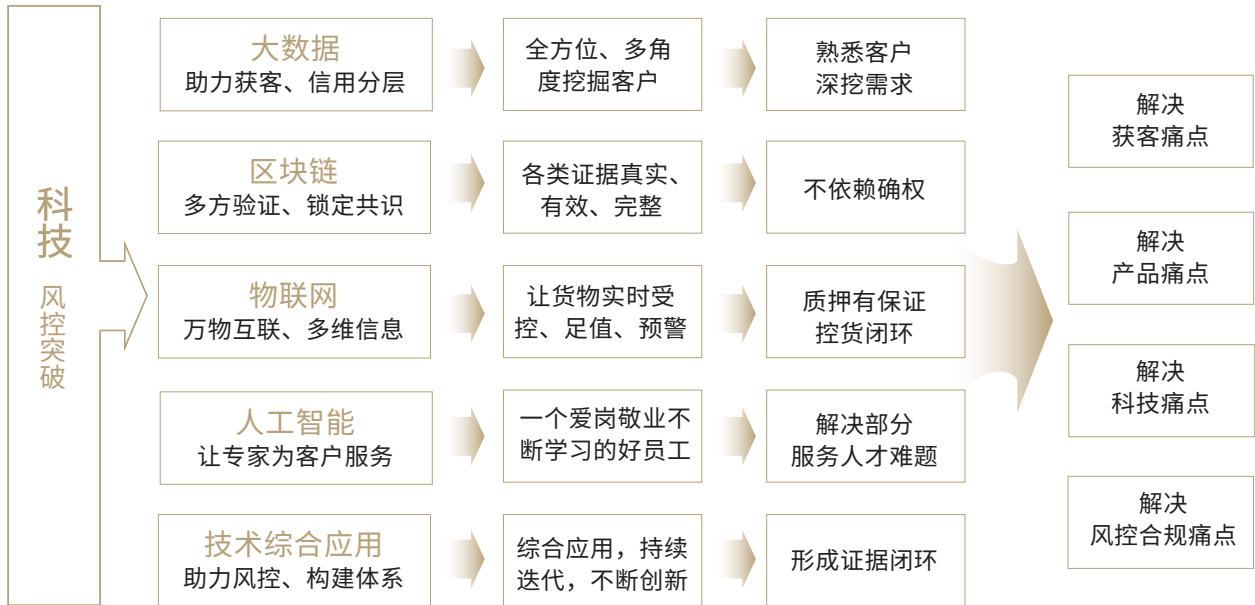 科技
风控突破
大数据
助力获客、信用分层
全方位、多角
度挖掘客户
熟悉客户
深挖需求
区块链
多方验证、锁定共识
各类证据真实、
有效、完整
不依赖确权
物联网
万物互联、多维信息
让货物实时受
控、足值、预警
质押有保证
控货闭环
人工智能
让专家为客户服务
一个爱岗敬业不
断学习的好员工
解决部分
服务人才难题
技术综合应用
助力风控、构建体系
综合应用，持续
迭代，不断创新
形成证据闭环
解决
获客痛点
解决
产品痛点
解决
科技痛点
解决
风控合规痛点